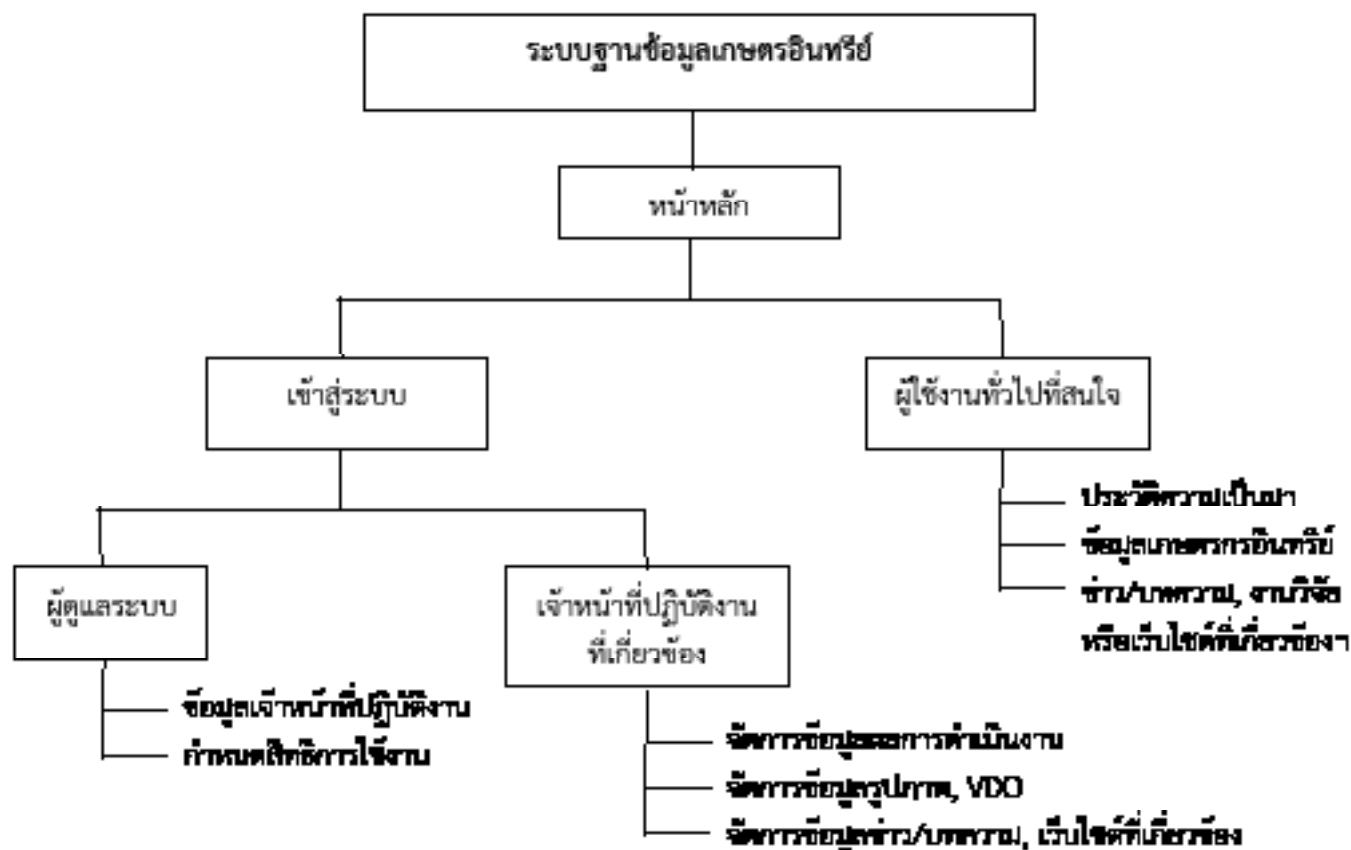 ระบบฐานข้อมูลเกษตรอินทรีย์
หน้าหลัก
เข้าสู่ระบบ
ผู้ใช้งานทั่วไปที่สนใจ
ประวัติความเป็นมา
ข้อมูลเกษตรกรอินทรีย์
ข่าว/บทความ, งานวิจัย
หรือเว็บไซต์ที่เกี่ยวข้องฯ
ผู้ดูแลระบบ
ข้อมูลเจ้าหน้าที่ปฏิบัติงาน
กำหนดสิทธิการใช้งาน
เจ้าหน้าที่ปฏิบัติงาน
ที่เกี่ยวข้อง
จัดการข้อมูลผลการดำเนินงาน
จัดการข้อมูลรูปภาพ, VDO
จัดการข้อมูลข่าว/บทความ, เว็บไซต์ที่เกี่ยวข้อง